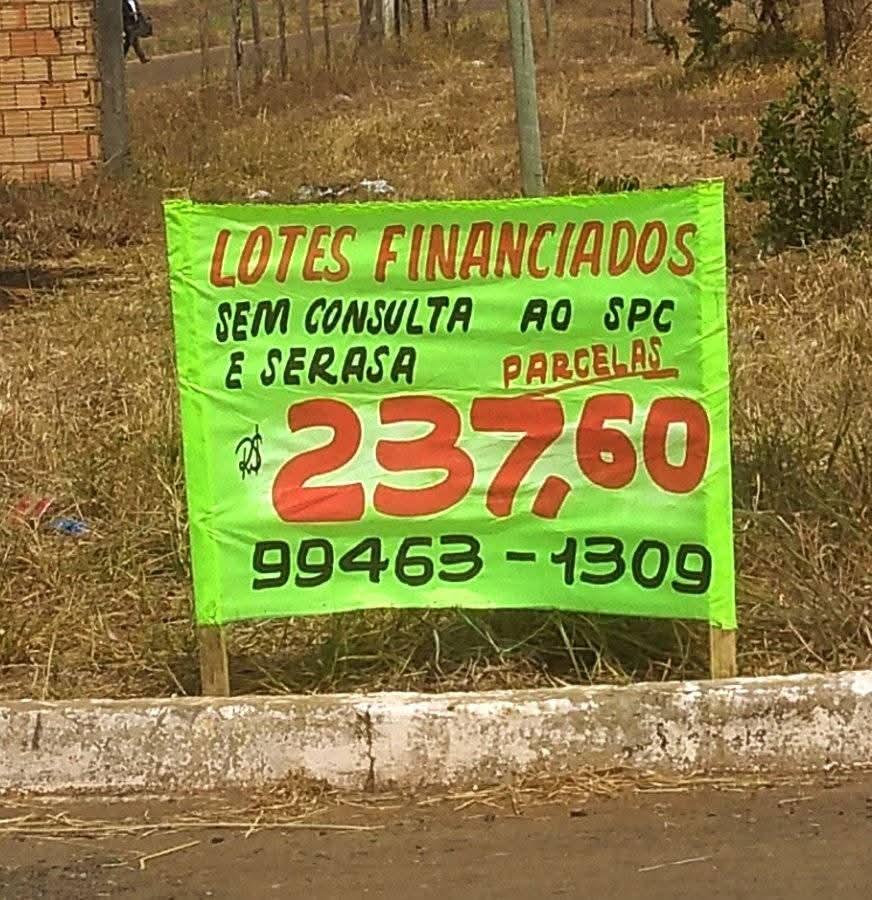 LOTES FINANCIADOS
SEM CONSULTA AO SPC
E SERASA PARCELAS
R$ 237,60
99463-1309